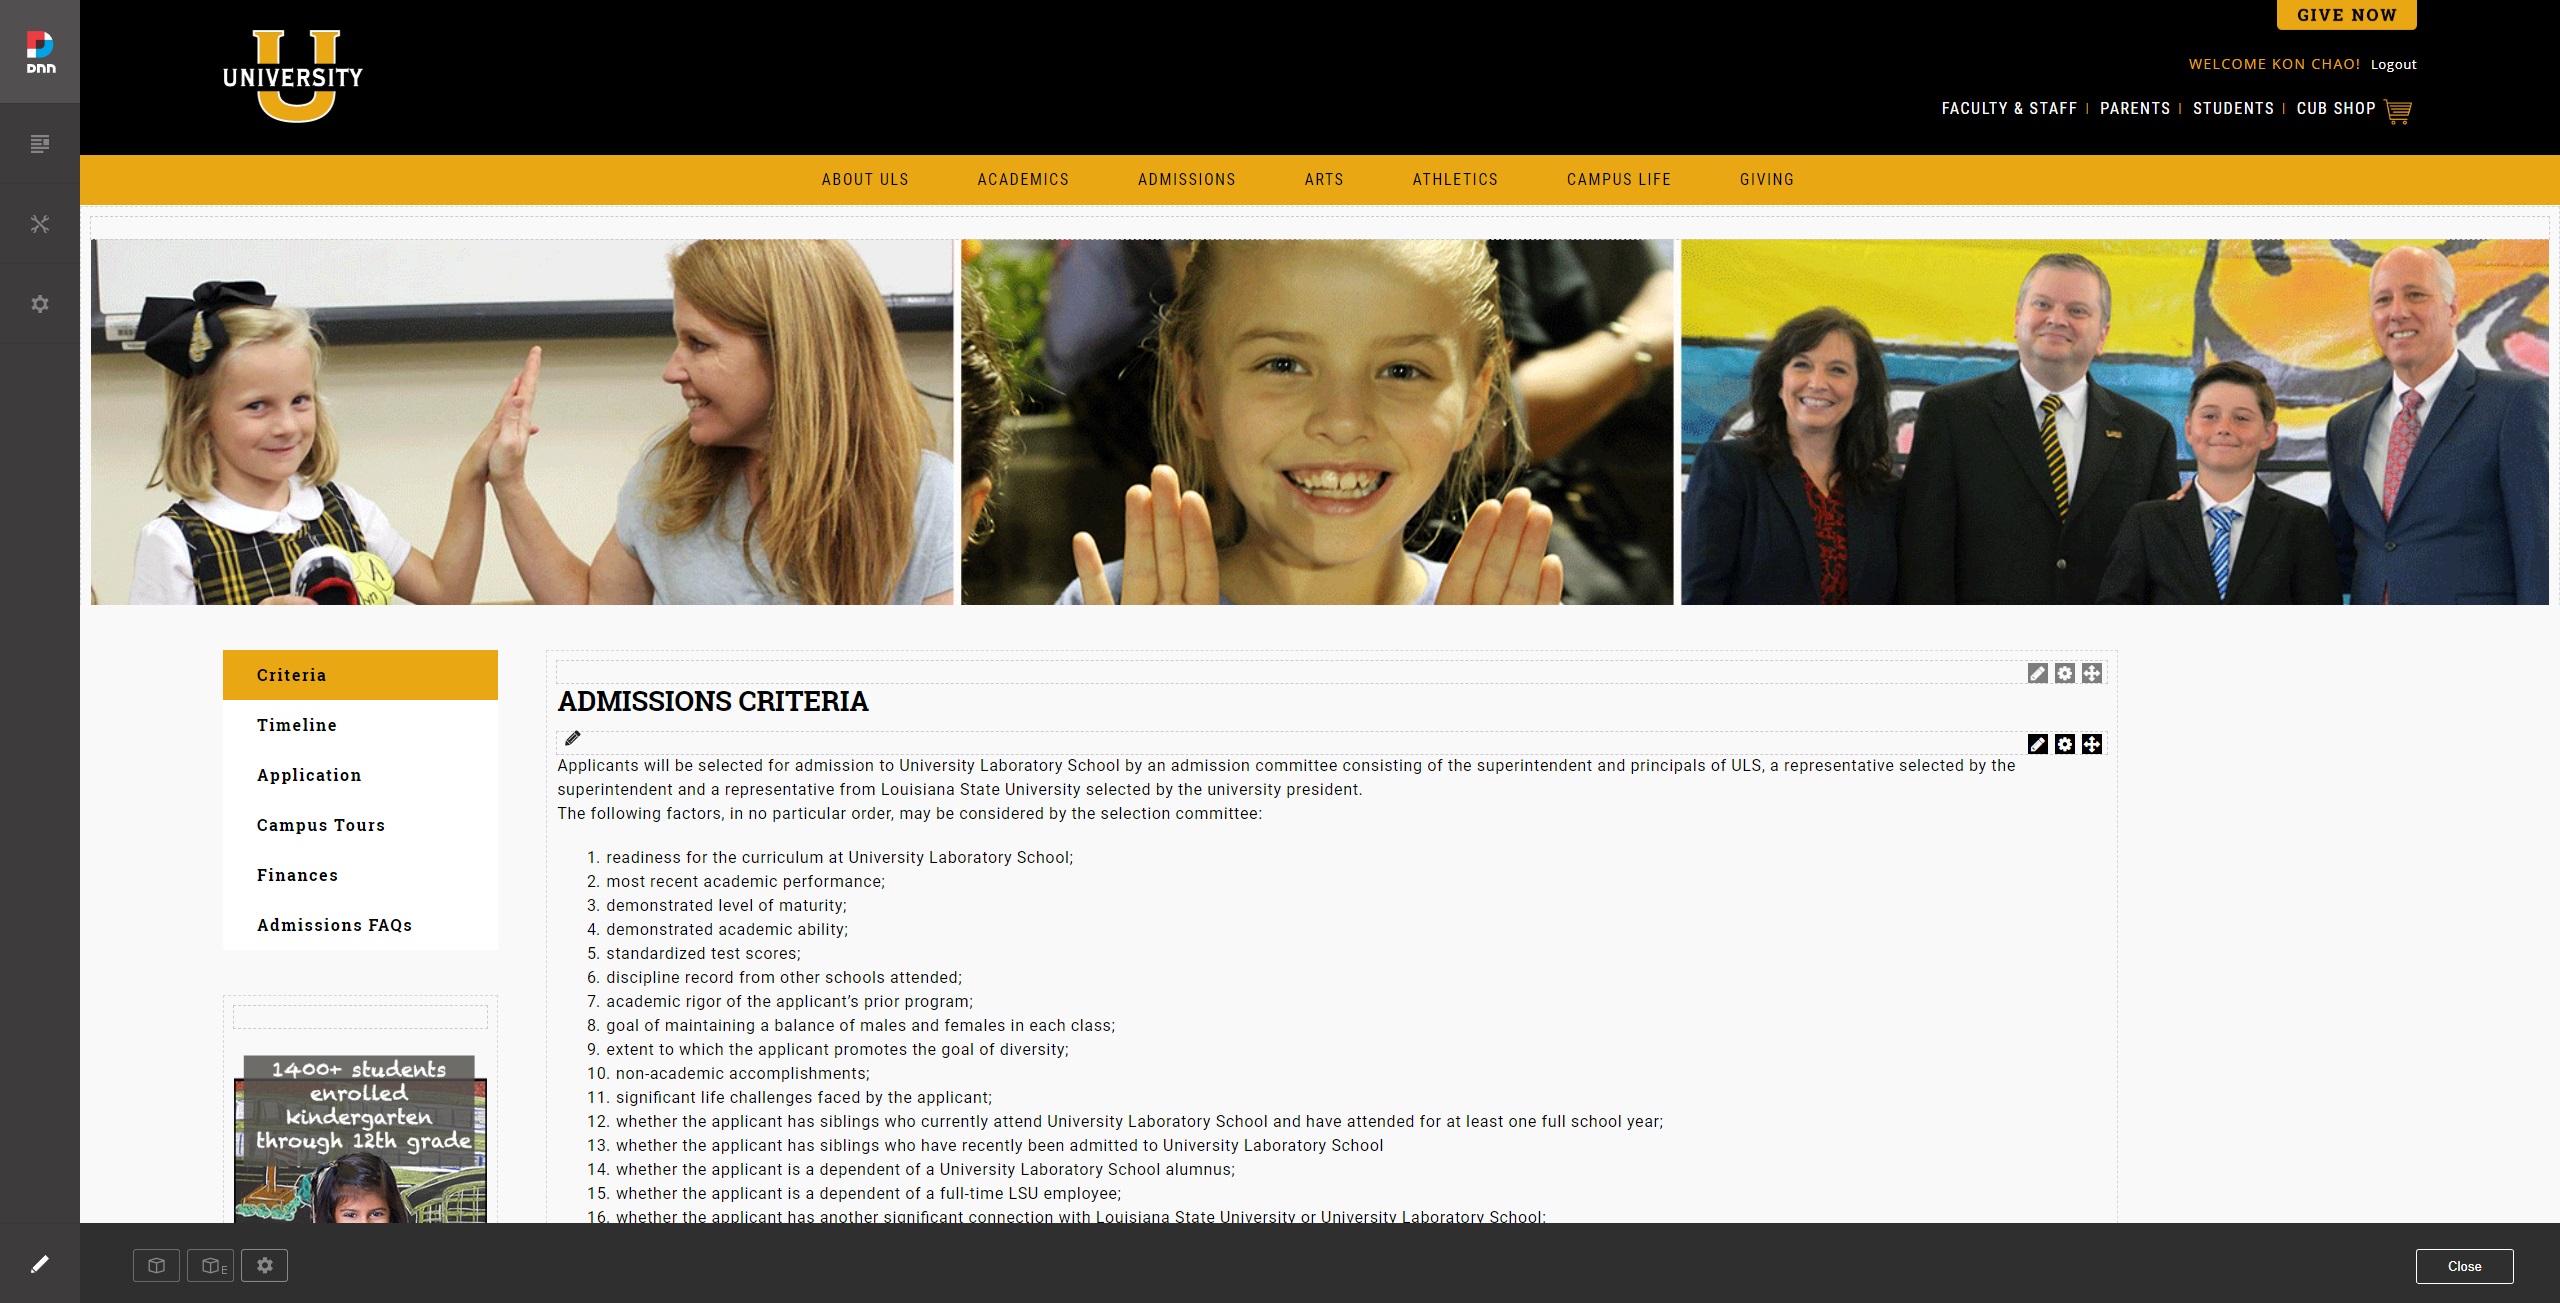 GIVE NOW
DNN
UNIVERSITY
WELCOME KON CHAO! Logout
FACULTY & STAFF | PARENTS | STUDENTS | CUB SHOP
ABOUT ULS ACADEMICS ADMISSIONS ARTS ATHLETICS CAMPUS LIFE GIVING
Criteria
Timeline
Application
Campus Tours
Finances
Admissions FAQs
1400+ students
enrolled
kindergarten
through 12th grade
ADMISSIONS CRITERIA
Applicants will be selected for admission to University Laboratory School by an admission committee consisting of the superintendent and principals of ULS, a representative selected by the
superintendent and a representative from Louisiana State University selected by the university president.
The following factors, in no particular order, may be considered by the selection committee:
1. readiness for the curriculum at University Laboratory School;
2. most recent academic performance;
3. demonstrated level of maturity;
4. demonstrated academic ability;
5. standardized test scores;
6. discipline record from other schools attended;
7. academic rigor of the applicant’s prior program;
8. goal of maintaining a balance of males and females in each class;
9. extent to which the applicant promotes the goal of diversity;
10. non-academic accomplishments;
11. significant life challenges faced by the applicant;
12. whether the applicant has siblings who currently attend University Laboratory School and have attended for at least one full school year;
13. whether the applicant has siblings who have recently been admitted to University Laboratory School
14. whether the applicant is a dependent of a University Laboratory School alumnus;
15. whether the applicant is a dependent of a full-time LSU employee;
16. whether the applicant has another significant connection with Louisiana State University or University Laboratory School;
E
Close